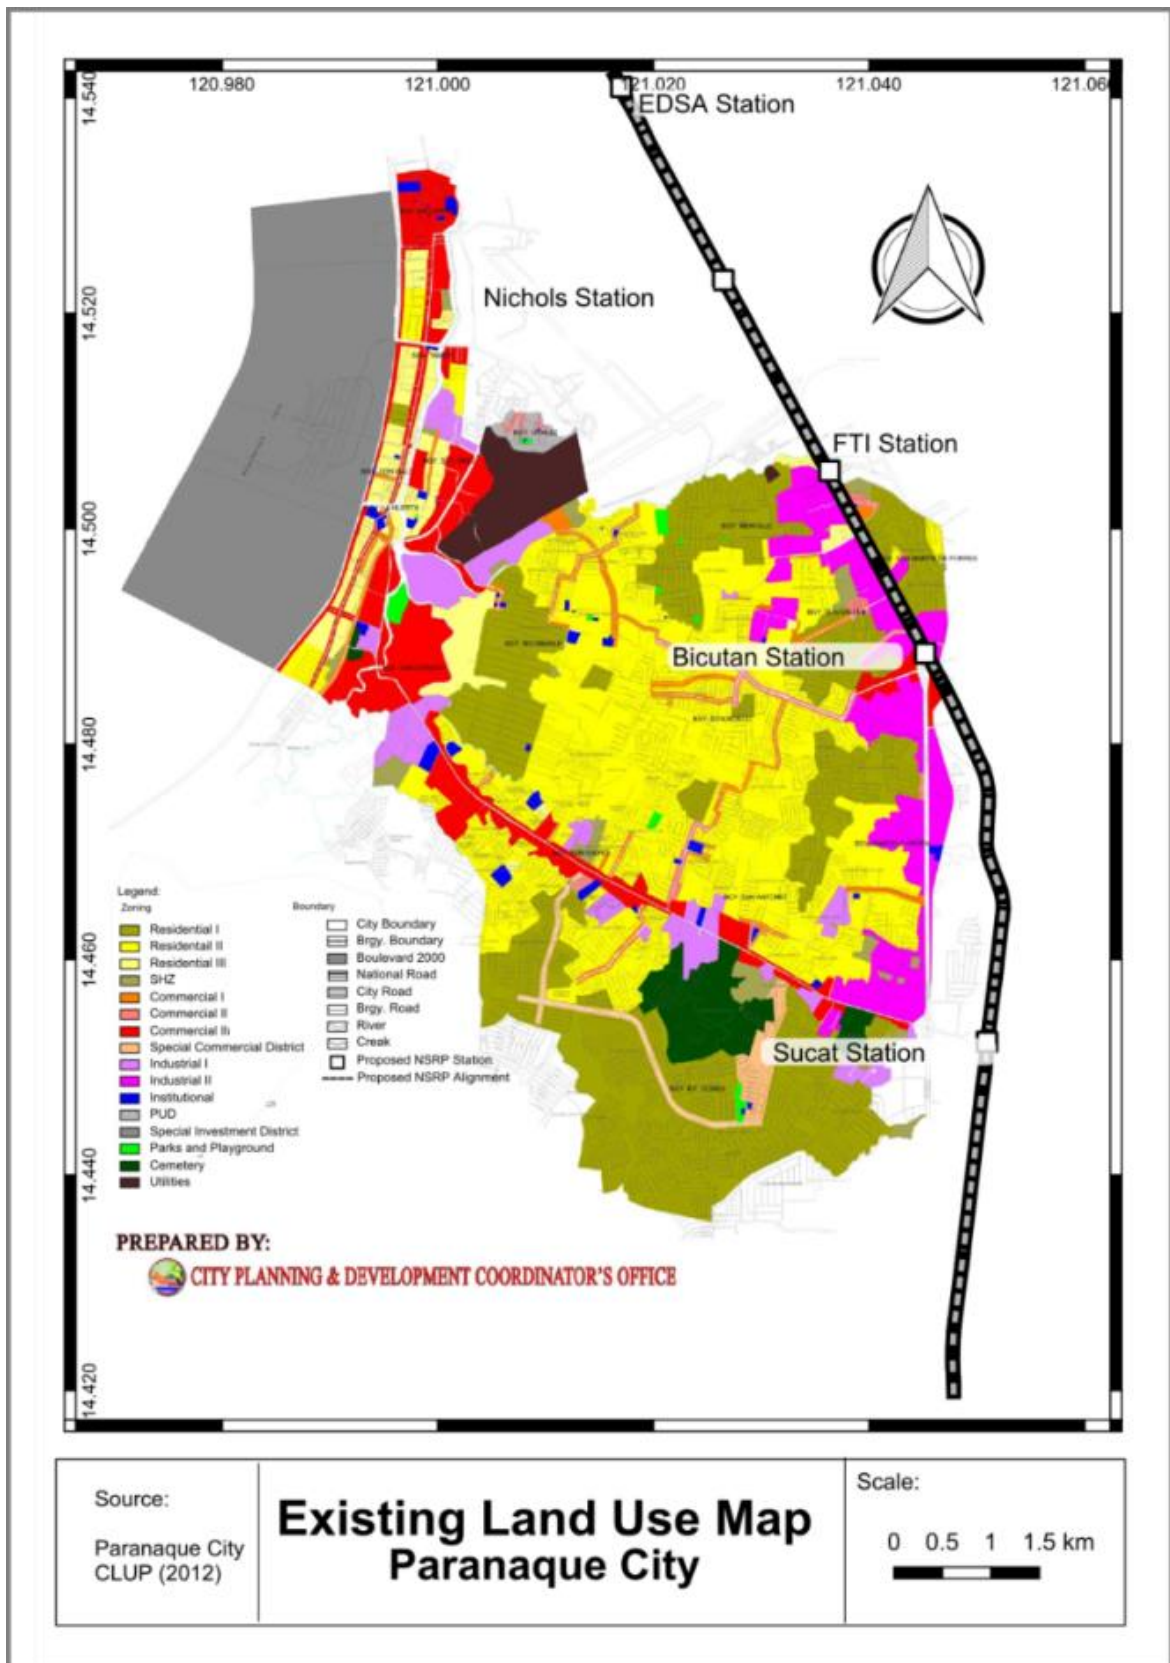 120.980 121.000 121.020 121.040 121.060
14.540
14.520
14.500
14.480
14.460
14.440
14.420
EDSA Station
Nichols Station
FTI Station
Bicutan Station
Sucat Station
Legend:
Zoning
Residential I
Residentail II
Residential III
SHZ
Commercial I
Commercial II
Commercial III
Special Commercial District
Industrial I
Industrial II
Institutional
PUD
Special Investment District
Parks and Playground
Cemetery
Utilities
Boundary
City Boundary
Brgy. Boundary
Boulevard 2000
National Road
City Road
Brgy. Road
River
Creak
Proposed NSRP Station
Proposed NSRP Alignment
PREPARED BY:
CITY PLANNING & DEVELOPMENT COORDINATOR'S OFFICE
Source:
Paranaque City
CLUP (2012)
Existing Land Use Map
Paranaque City
Scale:
0 0.5 1 1.5 km